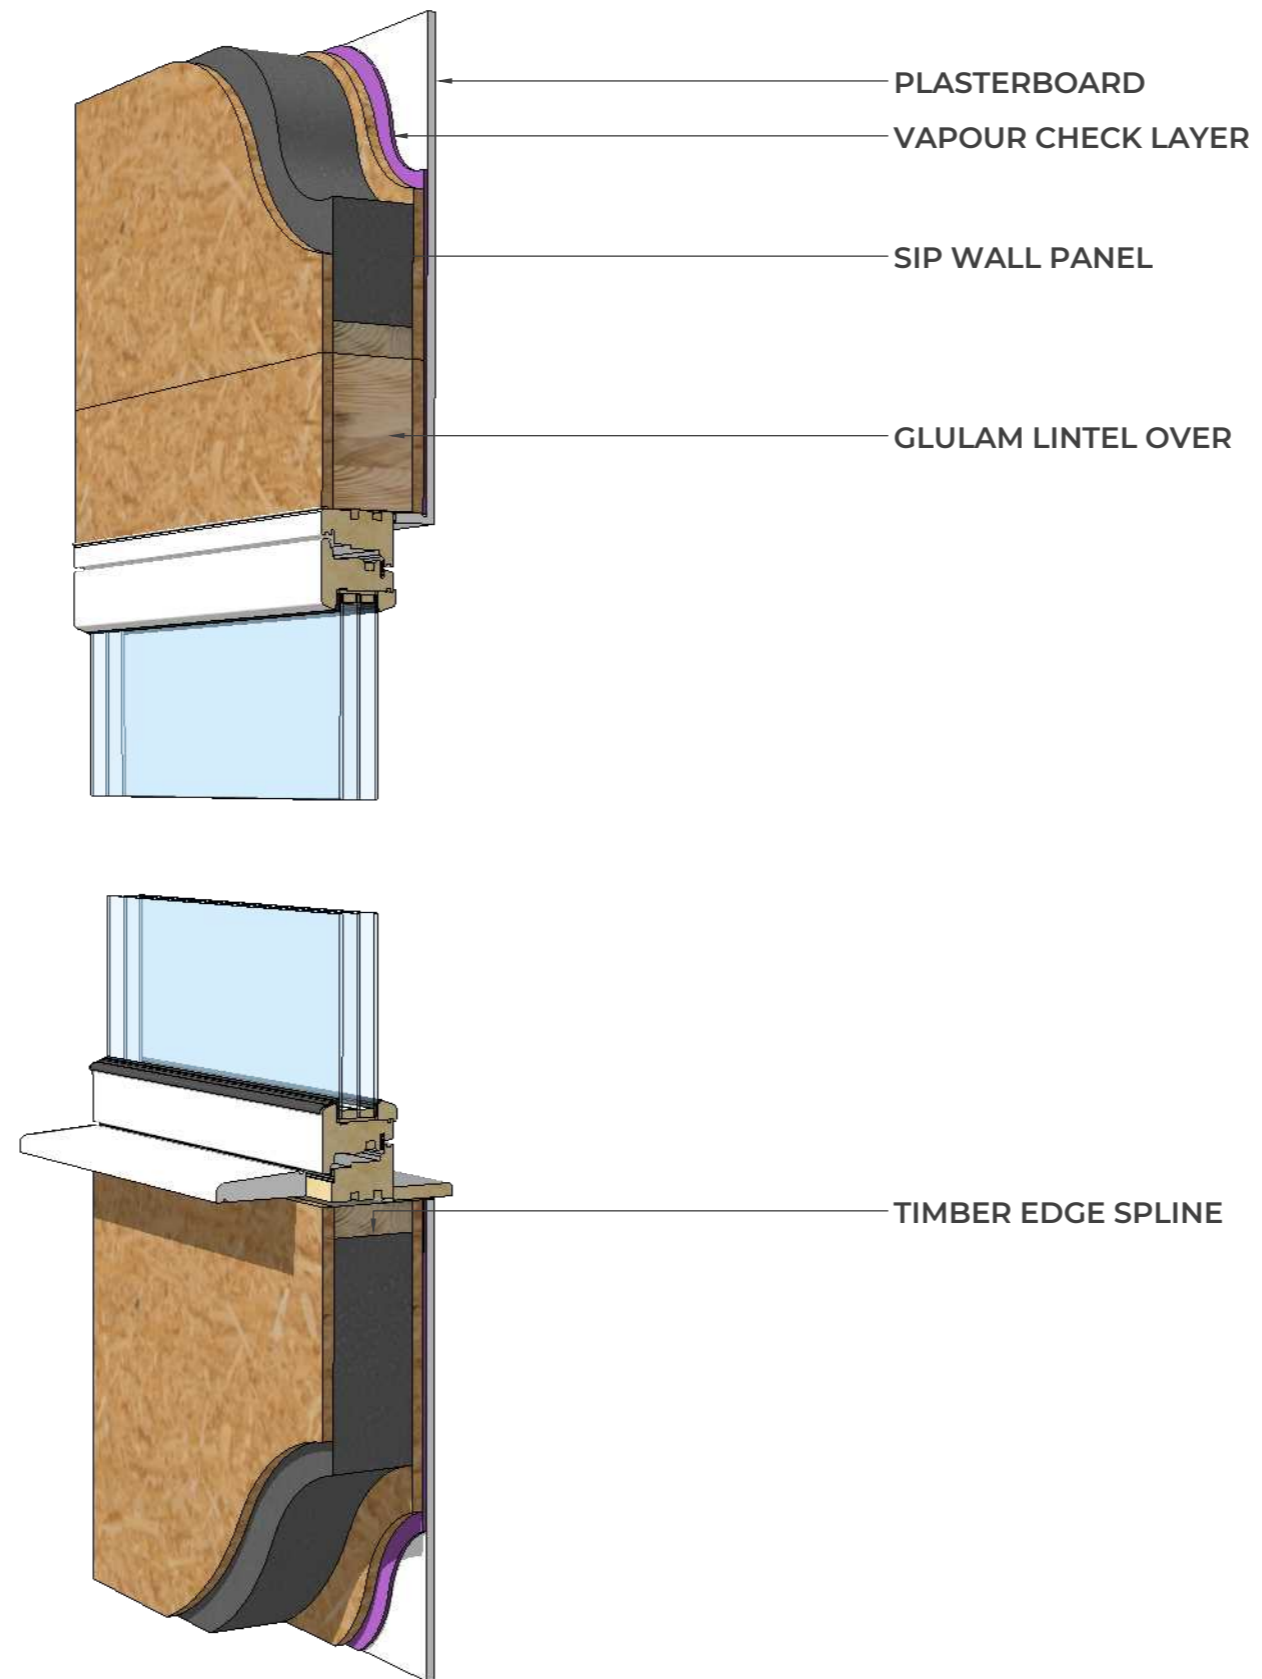 PLASTERBOARD
VAPOUR CHECK LAYER
SIP WALL PANEL
GLULAM LINTEL OVER
TIMBER EDGE SPLINE